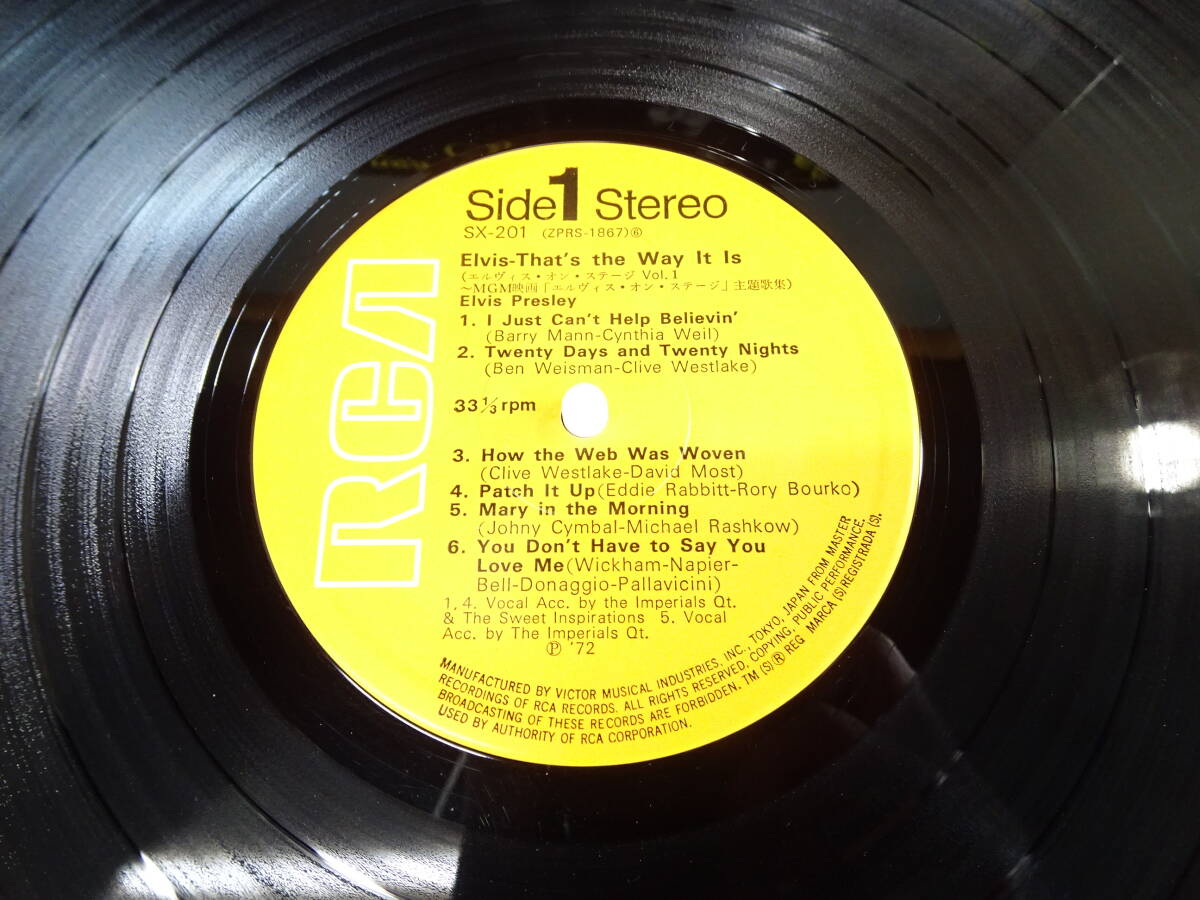 Side 1 Stereo
SX-201 (ZPRS-1867)⑥
Elvis-That's the Way It Is
(エルヴィス・オン・ステージ Vol.1
〜MGM映画「エルヴィス・オン・ステージ」主題歌集)
Elvis Presley
1. I Just Can't Help Believin'
(Barry Mann-Cynthia Weil)
2. Twenty Days and Twenty Nights
(Ben Weisman-Clive Westlake)
33⅓ rpm
3. How the Web Was Woven
(Clive Westlake-David Most)
4. Patch It Up(Eddie Rabbitt-Rory Bourke)
5. Mary in the Morning
(Johny Cymbal-Michael Rashkow)
6. You Don't Have to Say You
Love Me(Wickham-Napier-
Bell-Donaggio-Pallavicini)
1, 4. Vocal Acc. by the Imperials Qt.
& The Sweet Inspirations 5. Vocal
Acc. by The Imperials Qt.
Ⓟ '72
RCA
MANUFACTURED BY VICTOR MUSICAL INDUSTRIES, INC., TOKYO, JAPAN FROM MASTER
RECORDINGS OF RCA RECORDS. ALL RIGHTS RESERVED. COPYING, PUBLIC PERFORMANCE,
BROADCASTING OF THESE RECORDS ARE FORBIDDEN. TM (S) ® REG MARCA (S) REGISTRADA (S).
USED BY AUTHORITY OF RCA CORPORATION.